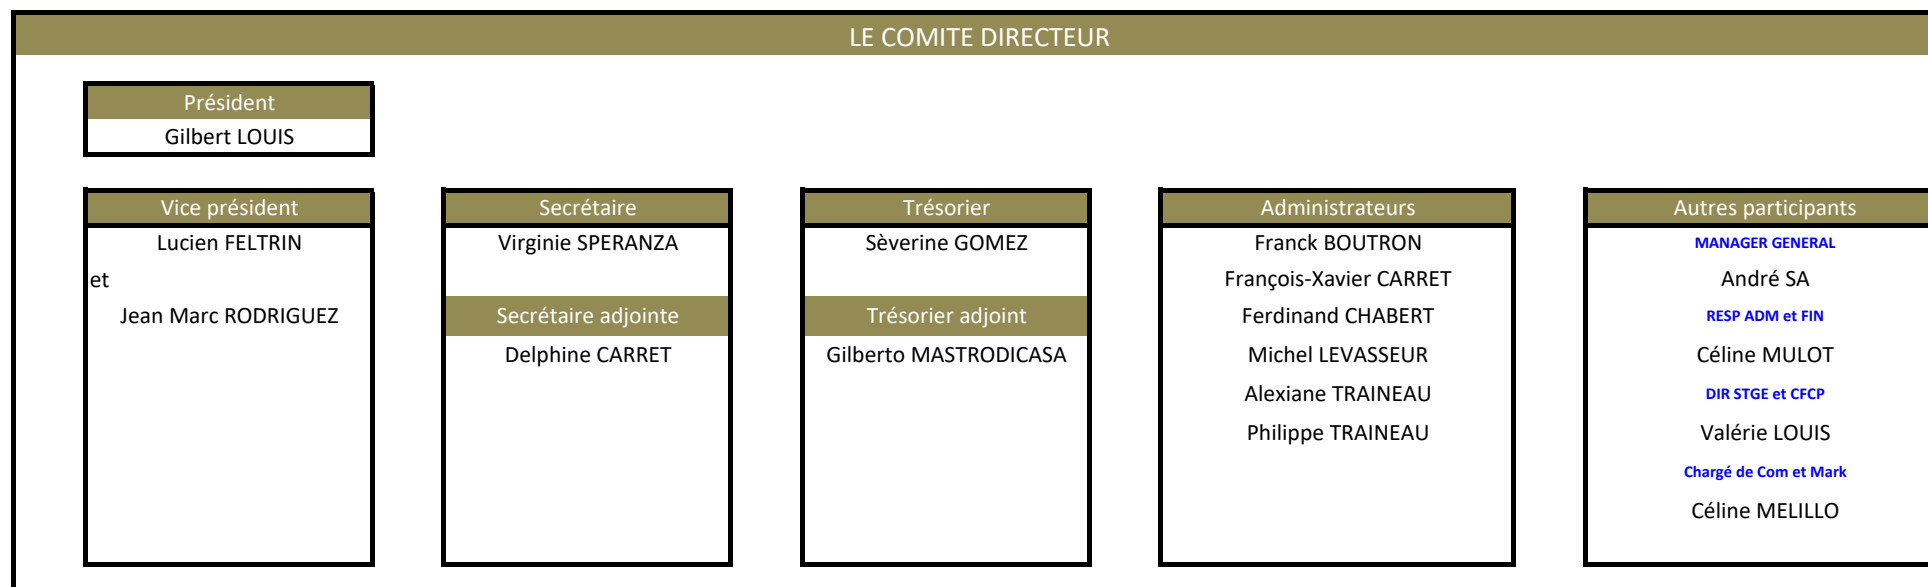 LE COMITE DIRECTEUR
Président
Gilbert LOUIS
Vice président
Lucien FELTRIN
et
Jean Marc RODRIGUEZ
Secrétaire
Virginie SPERANZA
Secrétaire adjointe
Delphine CARRET
Trésorier
Sèverine GOMEZ
Trésorier adjoint
Gilberto MASTRODICASA
Administrateurs
Franck BOUTRON
François-Xavier CARRET
Ferdinand CHABERT
Michel LEVASSEUR
Alexiane TRAINEAU
Philippe TRAINEAU
Autres participants
MANAGER GENERAL
André SA
RESP ADM et FIN
Céline MULOT
DIR STGE et CFCP
Valérie LOUIS
Chargé de Com et Mark
Céline MELILLO